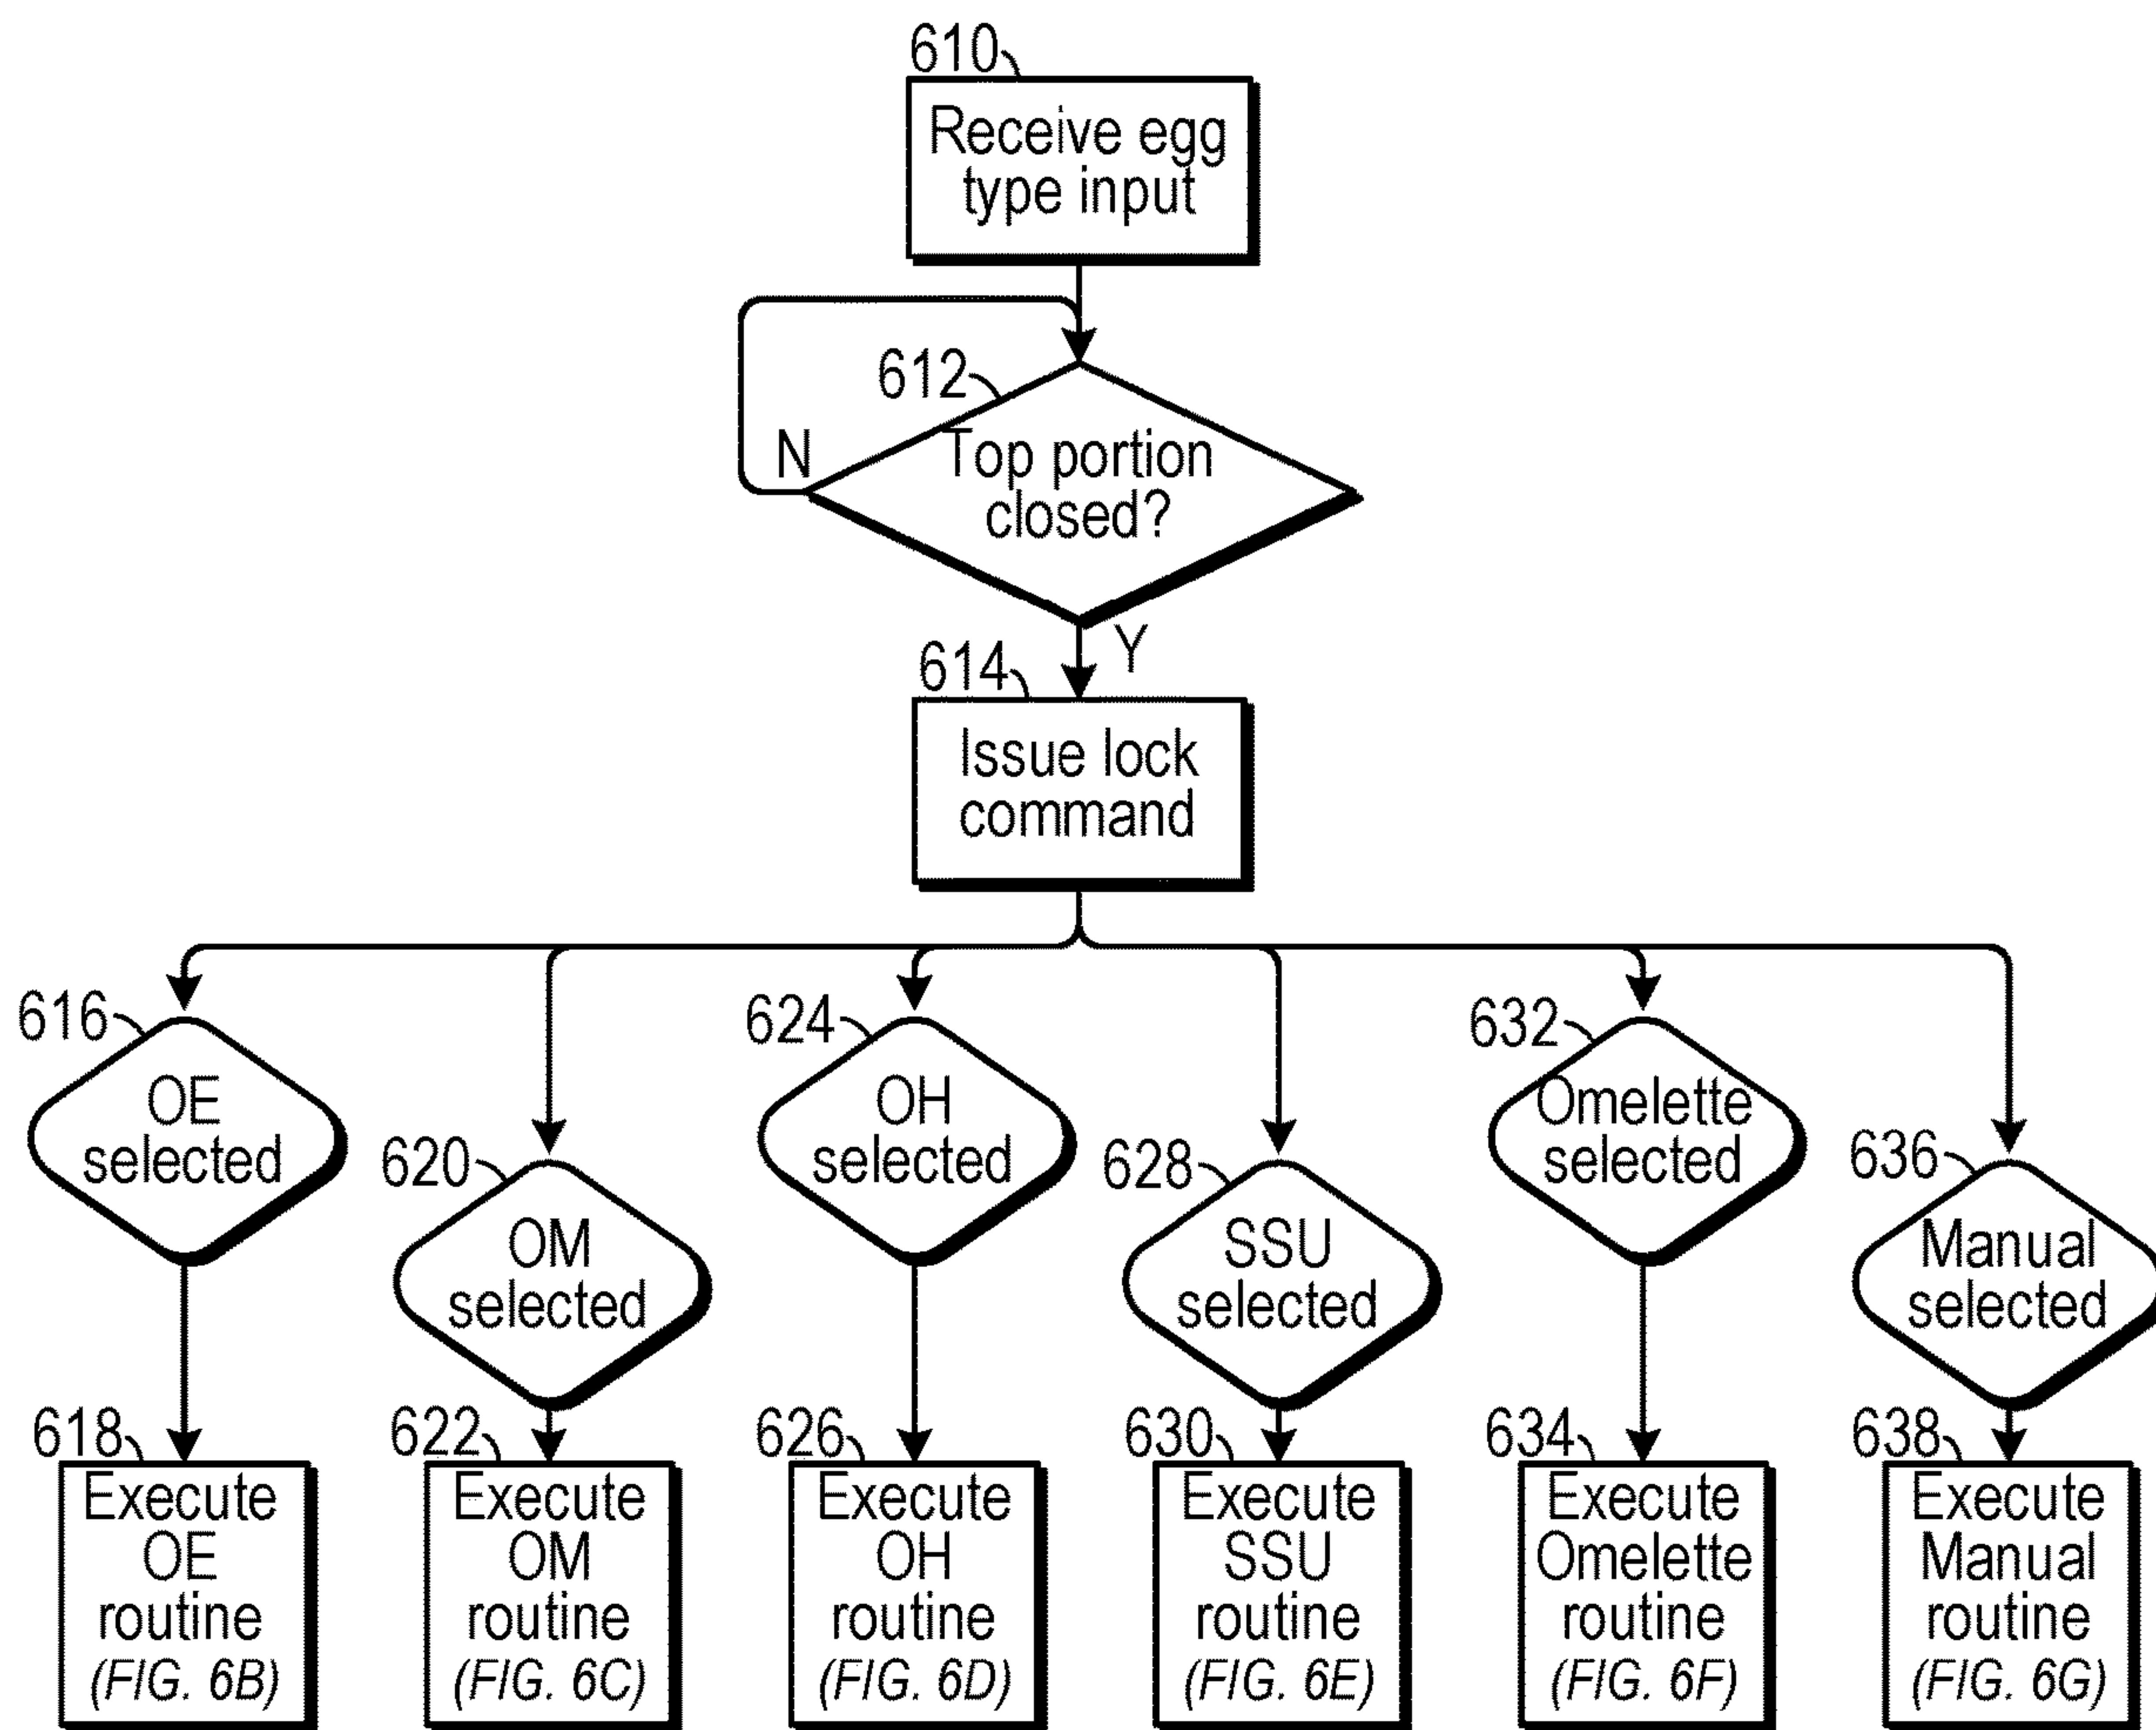 610
Receive egg
type input
612
N
Top portion
closed?
Y
614
Issue lock
command
616
OE
selected
620
OM
selected
624
OH
selected
628
SSU
selected
632
Omelette
selected
636
Manual
selected
618
Execute
OE
routine
(FIG. 6B)
622
Execute
OM
routine
(FIG. 6C)
626
Execute
OH
routine
(FIG. 6D)
630
Execute
SSU
routine
(FIG. 6E)
634
Execute
Omelette
routine
(FIG. 6F)
638
Execute
Manual
routine
(FIG. 6G)